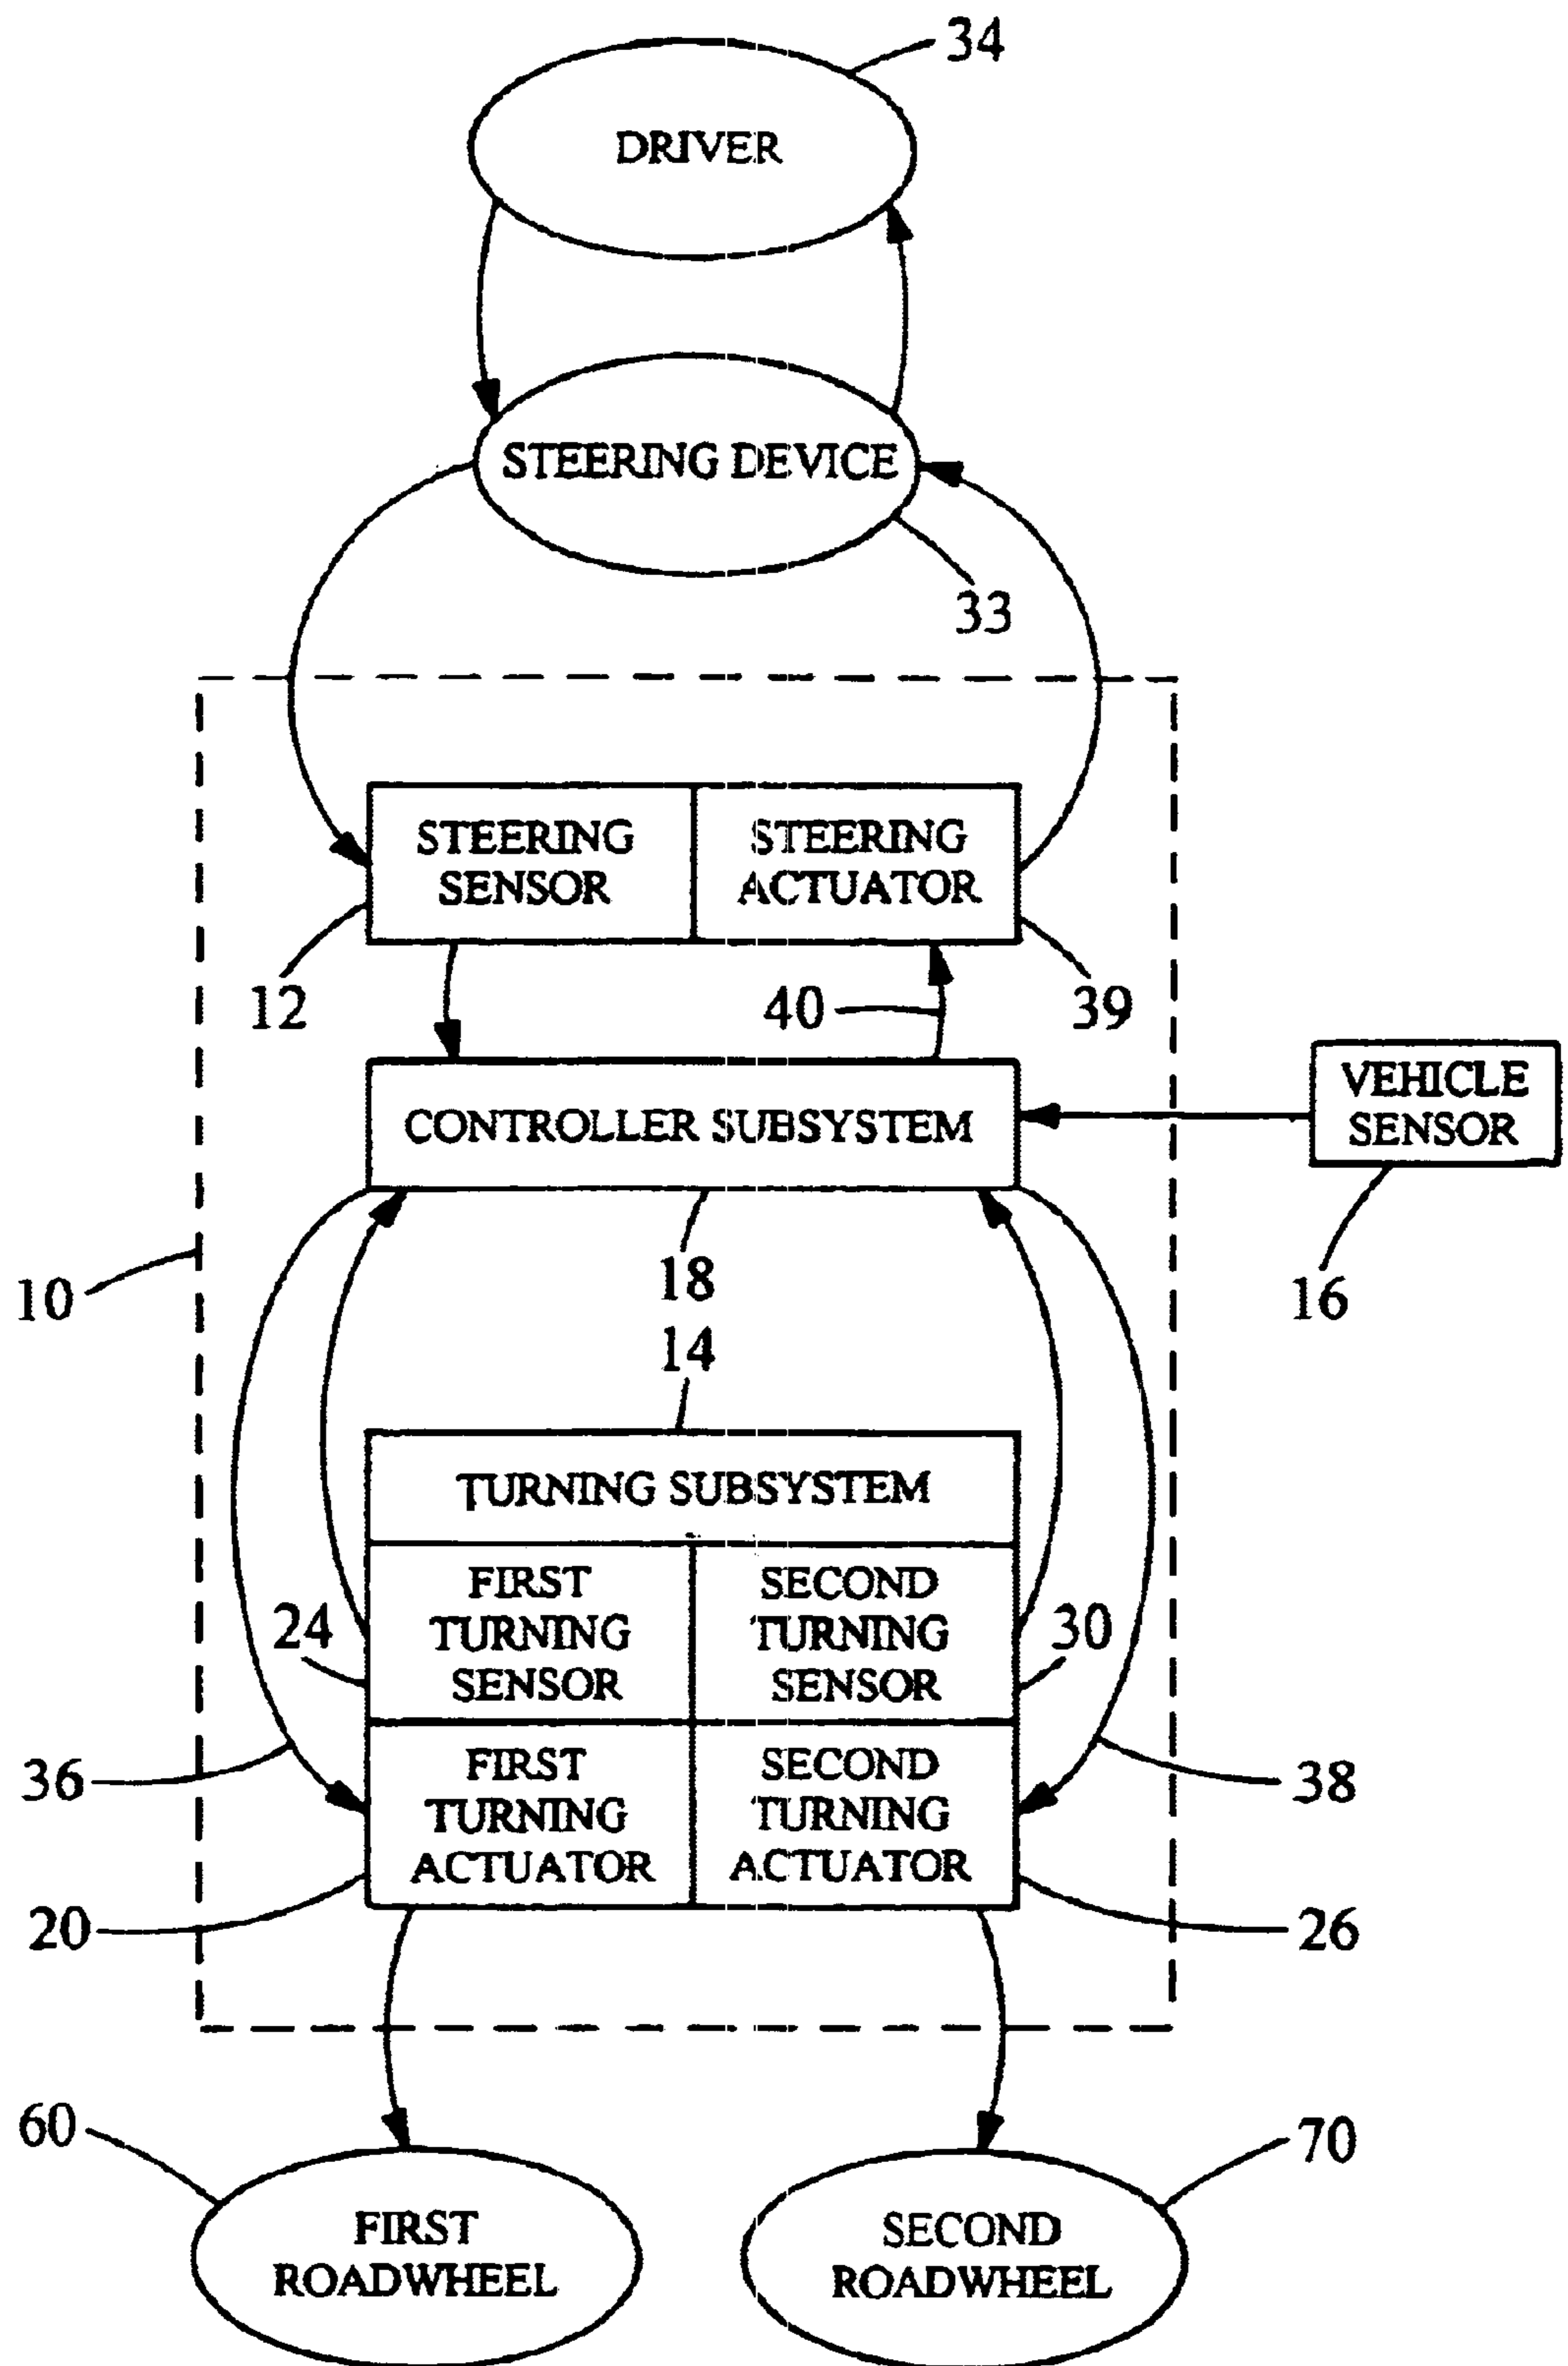 34
DRIVER
STEERING DEVICE
33
STEERING
SENSOR
STEERING
ACTUATOR
12
40
39
CONTROLLER SUBSYSTEM
VEHICLE
SENSOR
10
18
16
14
TURNING SUBSYSTEM
24
FIRST
TURNING
SENSOR
SECOND
TURNING
SENSOR
30
36
FIRST
TURNING
ACTUATOR
SECOND
TURNING
ACTUATOR
38
20
26
60
70
FIRST
ROADWHEEL
SECOND
ROADWHEEL